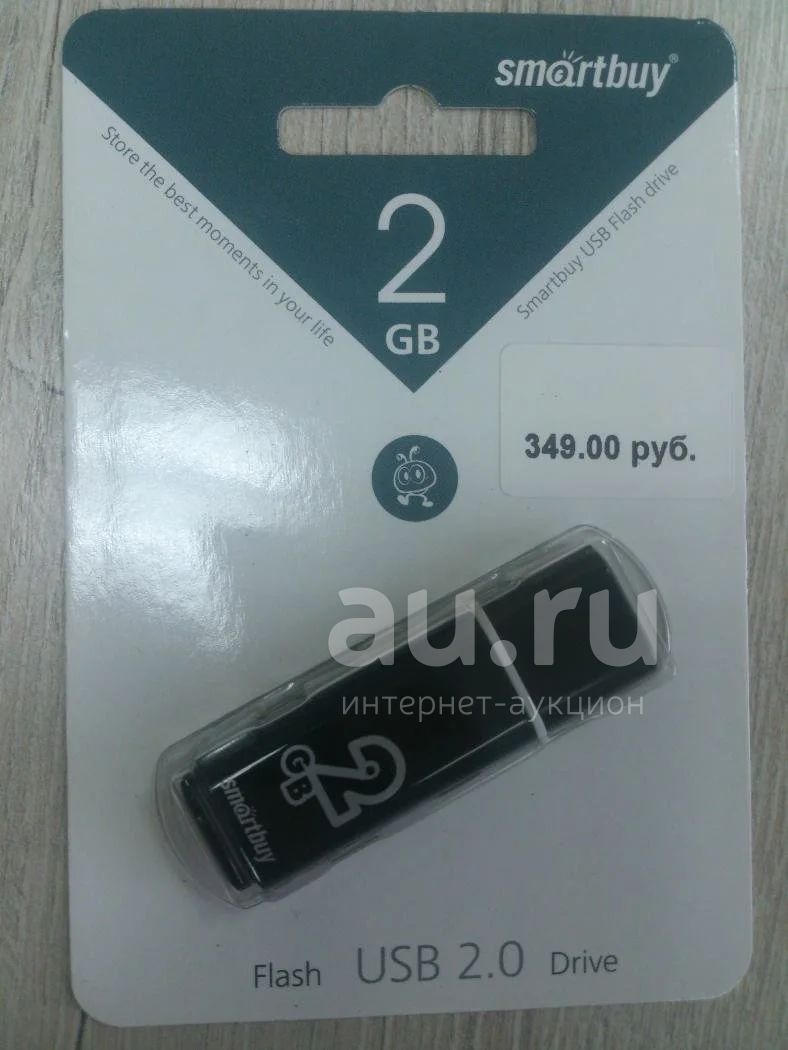 smartbuy®
Store the best moments in your life
2
GB
Smartbuy USB Flash drive
349.00 руб.
au.ru
интернет-аукцион
2
GB
smartbuy
Flash USB 2.0 Drive